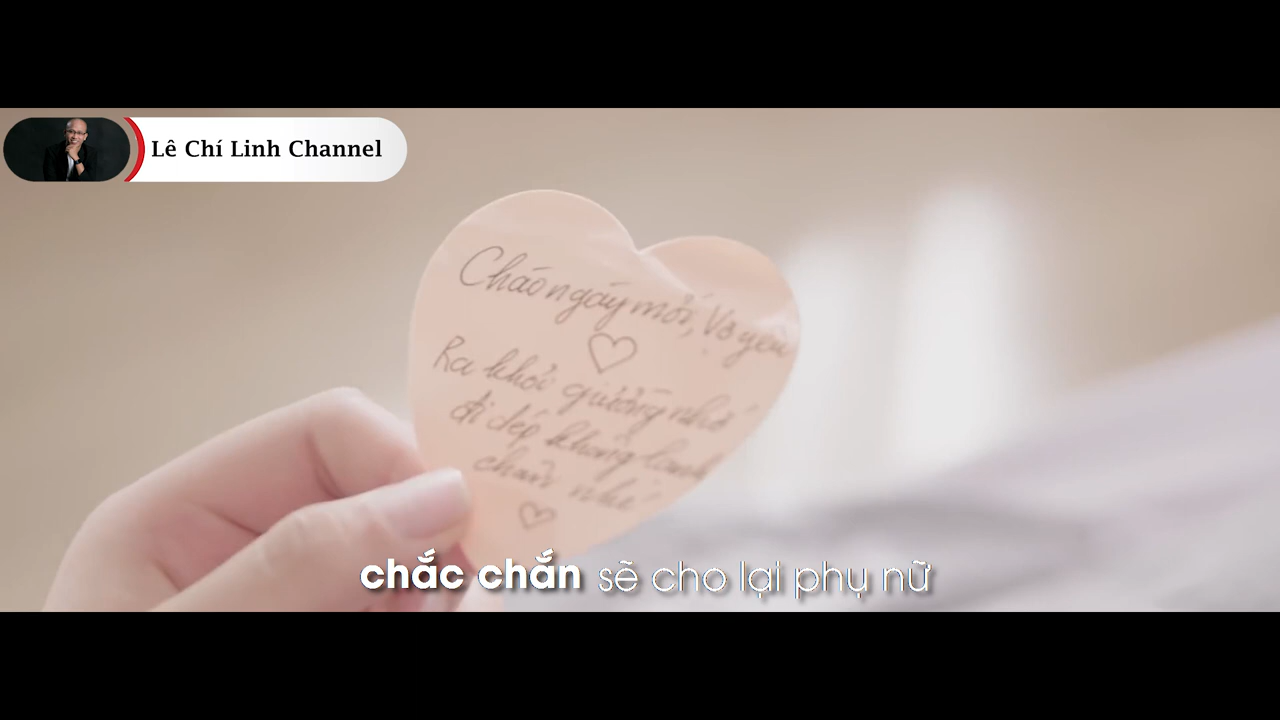 Lê Chí Linh Channel
Chào ngày mới, Vợ yêu
Ra khỏi giường nhớ
đi dép không lạnh
chân nhé
chắc chắn sẽ cho lại phụ nữ